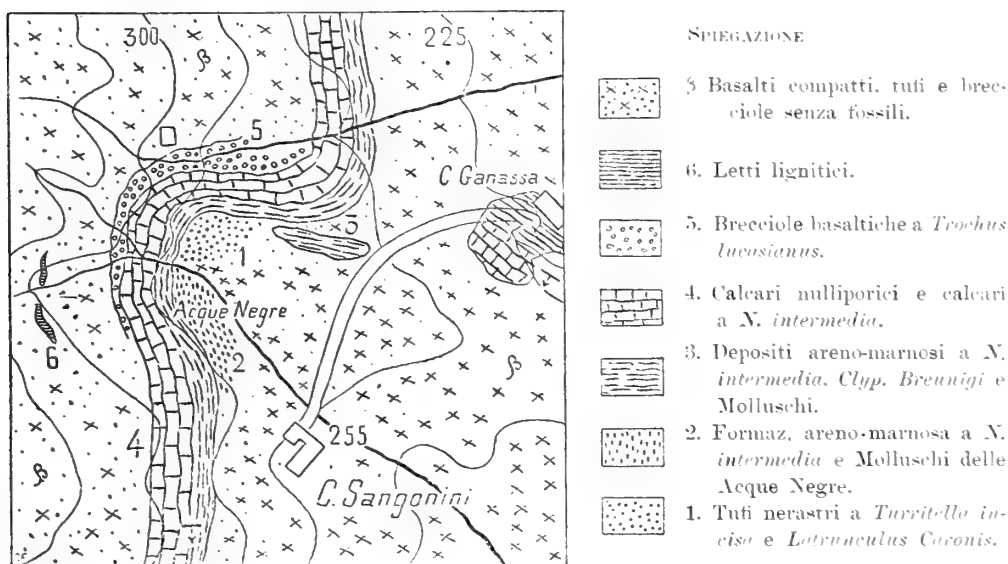 300
225
β
5
C. Ganassa
3
1
Acque Negre
6
2
β
4
255
β
C. Sangonini
SPIEGAZIONE
β Basalti compatti, tufi e brec-
ciole senza fossili.
6. Letti lignitici.
5. Brecciole basaltiche a Trochus
lucasianus.
4. Calcari nulliporici e calcari
a N. intermedia.
3. Depositi areno-marnosi a N.
intermedia, Clyp. Breunigi e
Molluschi.
2. Formaz. areno-marnosa a N.
intermedia e Molluschi delle
Acque Negre.
1. Tufi nerastri a Turritella in-
cisa e Latrunculus Caronis.